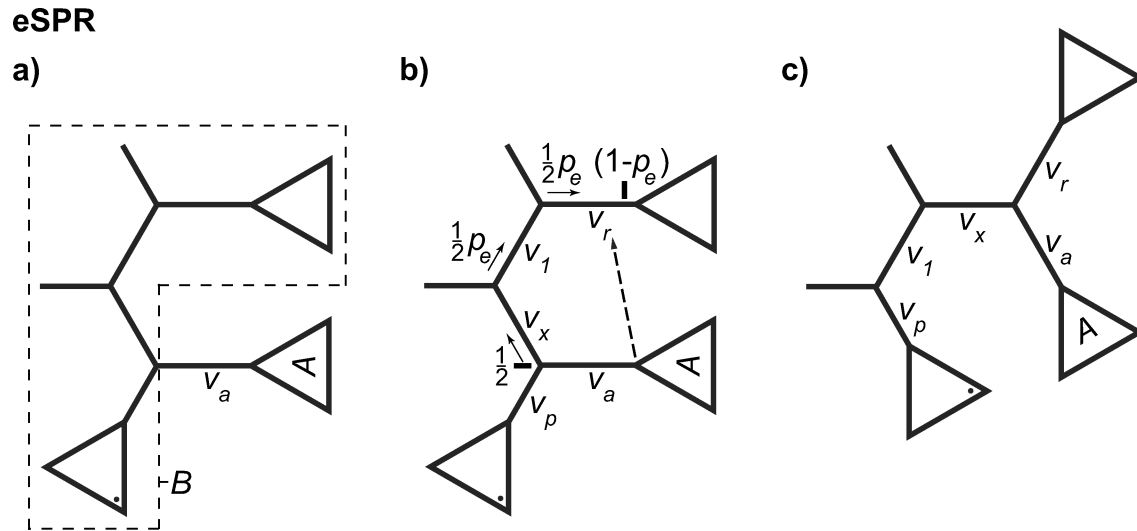 eSPR
a)
b)
c)
v_a
A
B
½p_e (1-p_e)
v_r
½p_e
v_1
v_x
½
v_a
A
v_p
v_r
v_x
v_1
v_a
v_p
A